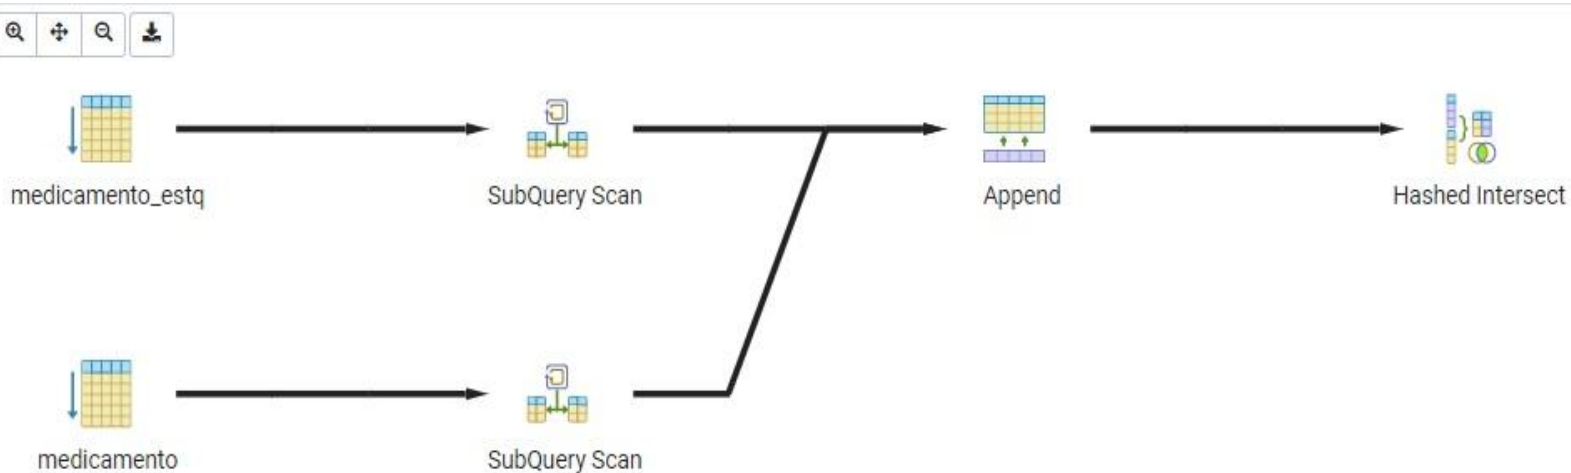 medicamento_estq
SubQuery Scan
Append
Hashed Intersect
medicamento
SubQuery Scan